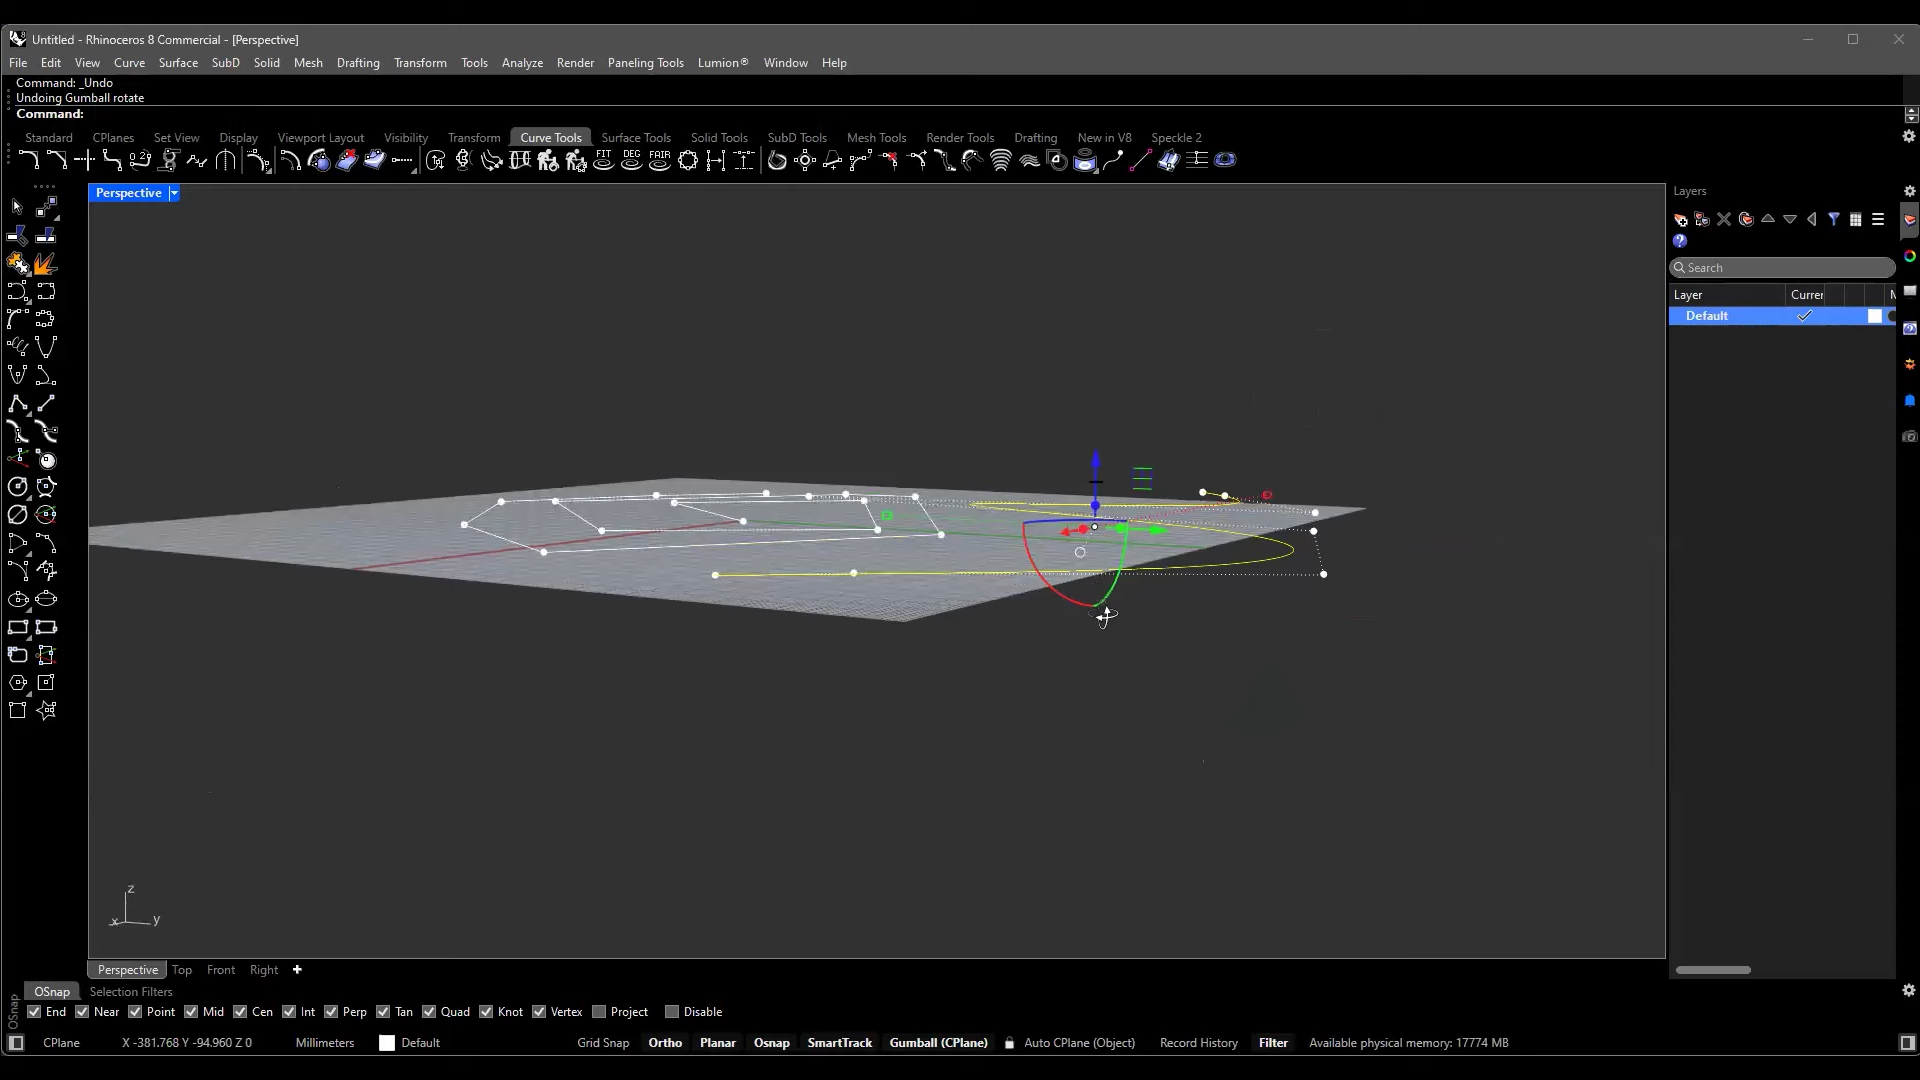 Untitled - Rhinoceros 8 Commercial - [Perspective]
File Edit View Curve Surface SubD Solid Mesh Drafting Transform Tools Analyze Render Paneling Tools Lumion® Window Help
Command: _Undo
Undoing Gumball rotate
Command:
Standard CPlanes Set View Display Viewport Layout Visibility Transform Curve Tools Surface Tools Solid Tools SubD Tools Mesh Tools Render Tools Drafting New in V8 Speckle 2
FIT DEG FAIR
Perspective
Layers
Search
Layer Currer M
Default
z
x y
Perspective Top Front Right
OSnap Selection Filters
OSnap
End Near Point Mid Cen Int Perp Tan Quad Knot Vertex Project Disable
CPlane X -381.768 Y -94.960 Z 0 Millimeters Default Grid Snap Ortho Planar Osnap SmartTrack Gumball (CPlane) Auto CPlane (Object) Record History Filter Available physical memory: 17774 MB